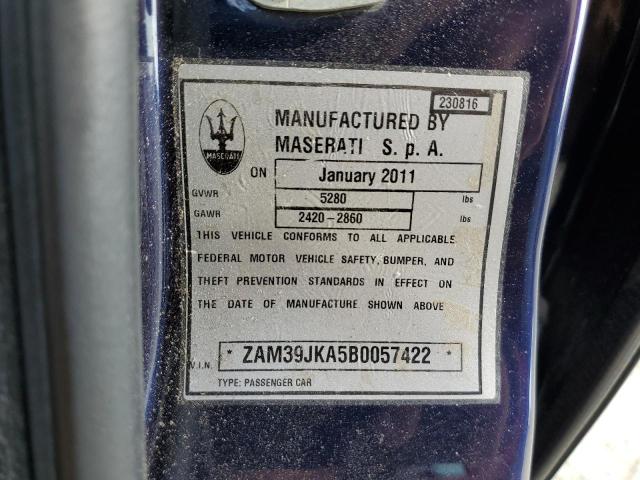 230816
MANUFACTURED BY
MASERATI S. p. A.
MASERATI
ON January 2011
GVWR 5280 lbs
GAWR 2420-2860 lbs
THIS VEHICLE CONFORMS TO ALL APPLICABLE
FEDERAL MOTOR VEHICLE SAFETY, BUMPER, AND
THEFT PREVENTION STANDARDS IN EFFECT ON
THE DATE OF MANUFACTURE SHOWN ABOVE
V.I.N. * ZAM39JKA5B0057422 *
TYPE: PASSENGER CAR